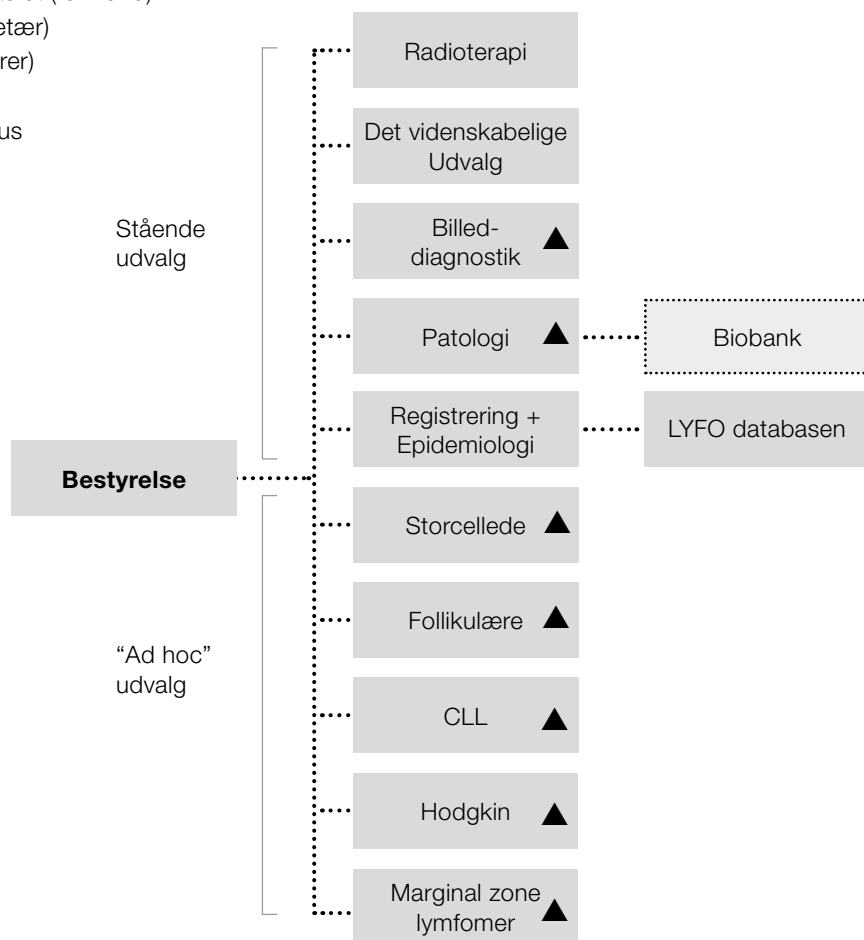 etær)
rer)
us
Radioterapi
Det videnskabelige
Udvalg
Stående
udvalg
Billed-
diagnostik
Patologi
Biobank
Registrering +
Epidemiologi
LYFO databasen
Bestyrelse
Storcellede
Follikulære
“Ad hoc”
udvalg
CLL
Hodgkin
Marginal zone
lymfomer